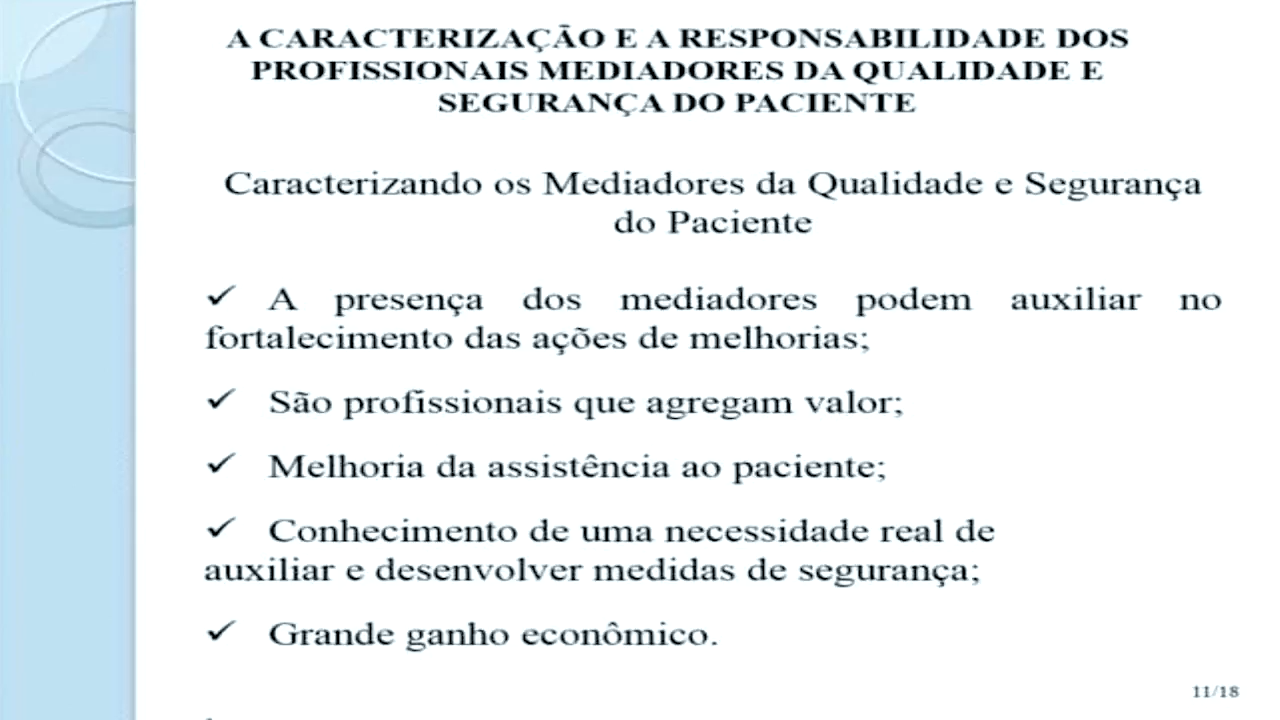 A CARACTERIZAÇÃO E A RESPONSABILIDADE DOS
PROFISSIONAIS MEDIADORES DA QUALIDADE E
SEGURANÇA DO PACIENTE
Caracterizando os Mediadores da Qualidade e Segurança
do Paciente
✓ A presença dos mediadores podem auxiliar no
fortalecimento das ações de melhorias;
✓ São profissionais que agregam valor;
✓ Melhoria da assistência ao paciente;
✓ Conhecimento de uma necessidade real de
auxiliar e desenvolver medidas de segurança;
✓ Grande ganho econômico.
11/18